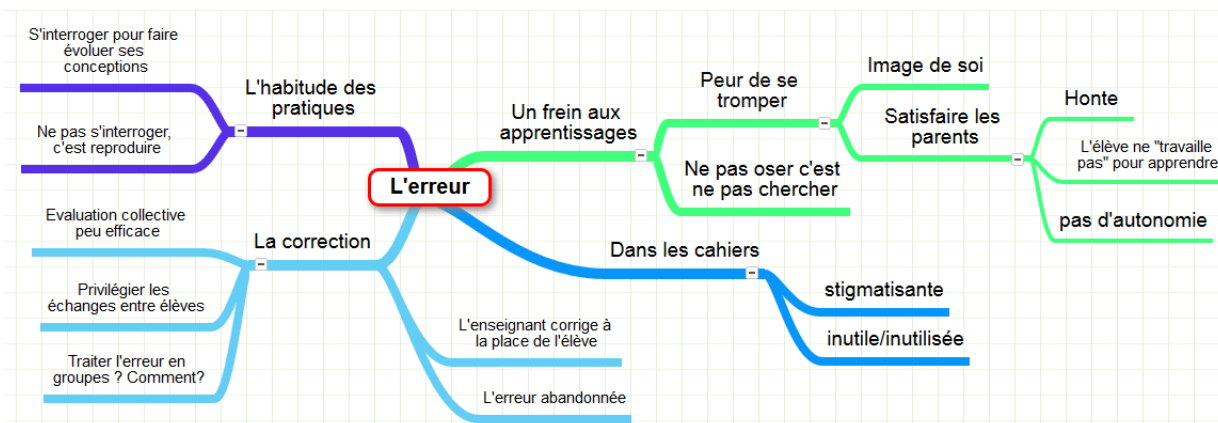 S'interroger pour faire
évoluer ses
conceptions
L'habitude des
pratiques
Ne pas s'interroger,
c'est reproduire
L'erreur
Un frein aux
apprentissages
Peur de se
tromper
Image de soi
Satisfaire les
parents
Honte
L'élève ne "travaille
pas" pour apprendre
pas d'autonomie
Ne pas oser c'est
ne pas chercher
Dans les cahiers
stigmatisante
inutile/inutilisée
La correction
Evaluation collective
peu efficace
Privilégier les
échanges entre élèves
Traiter l'erreur en
groupes ? Comment?
L'enseignant corrige à
la place de l'élève
L'erreur abandonnée